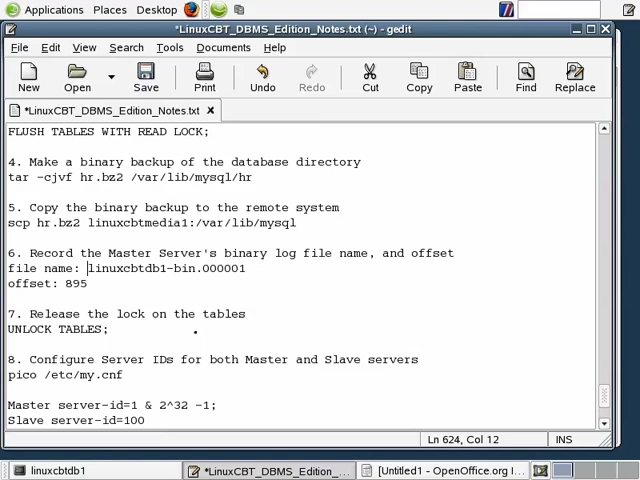 Applications Places Desktop
*LinuxCBT_DBMS_Edition_Notes.txt (~) - gedit
File Edit View Search Tools Documents Help
New Open Save Print Undo Redo Cut Copy Paste Find Replace
*LinuxCBT_DBMS_Edition_Notes.txt x
FLUSH TABLES WITH READ LOCK;
4. Make a binary backup of the database directory
tar -cjvf hr.bz2 /var/lib/mysql/hr
5. Copy the binary backup to the remote system
scp hr.bz2 linuxcbtmedia1:/var/lib/mysql
6. Record the Master Server's binary log file name, and offset
file name: linuxcbtdb1-bin.000001
offset: 895
7. Release the lock on the tables
UNLOCK TABLES;
8. Configure Server IDs for both Master and Slave servers
pico /etc/my.cnf
Master server-id=1 & 2^32 -1;
Slave server-id=100
Ln 624, Col 12 INS
linuxcbtdb1 *LinuxCBT_DBMS_Edition_... [Untitled1 - OpenOffice.org I...